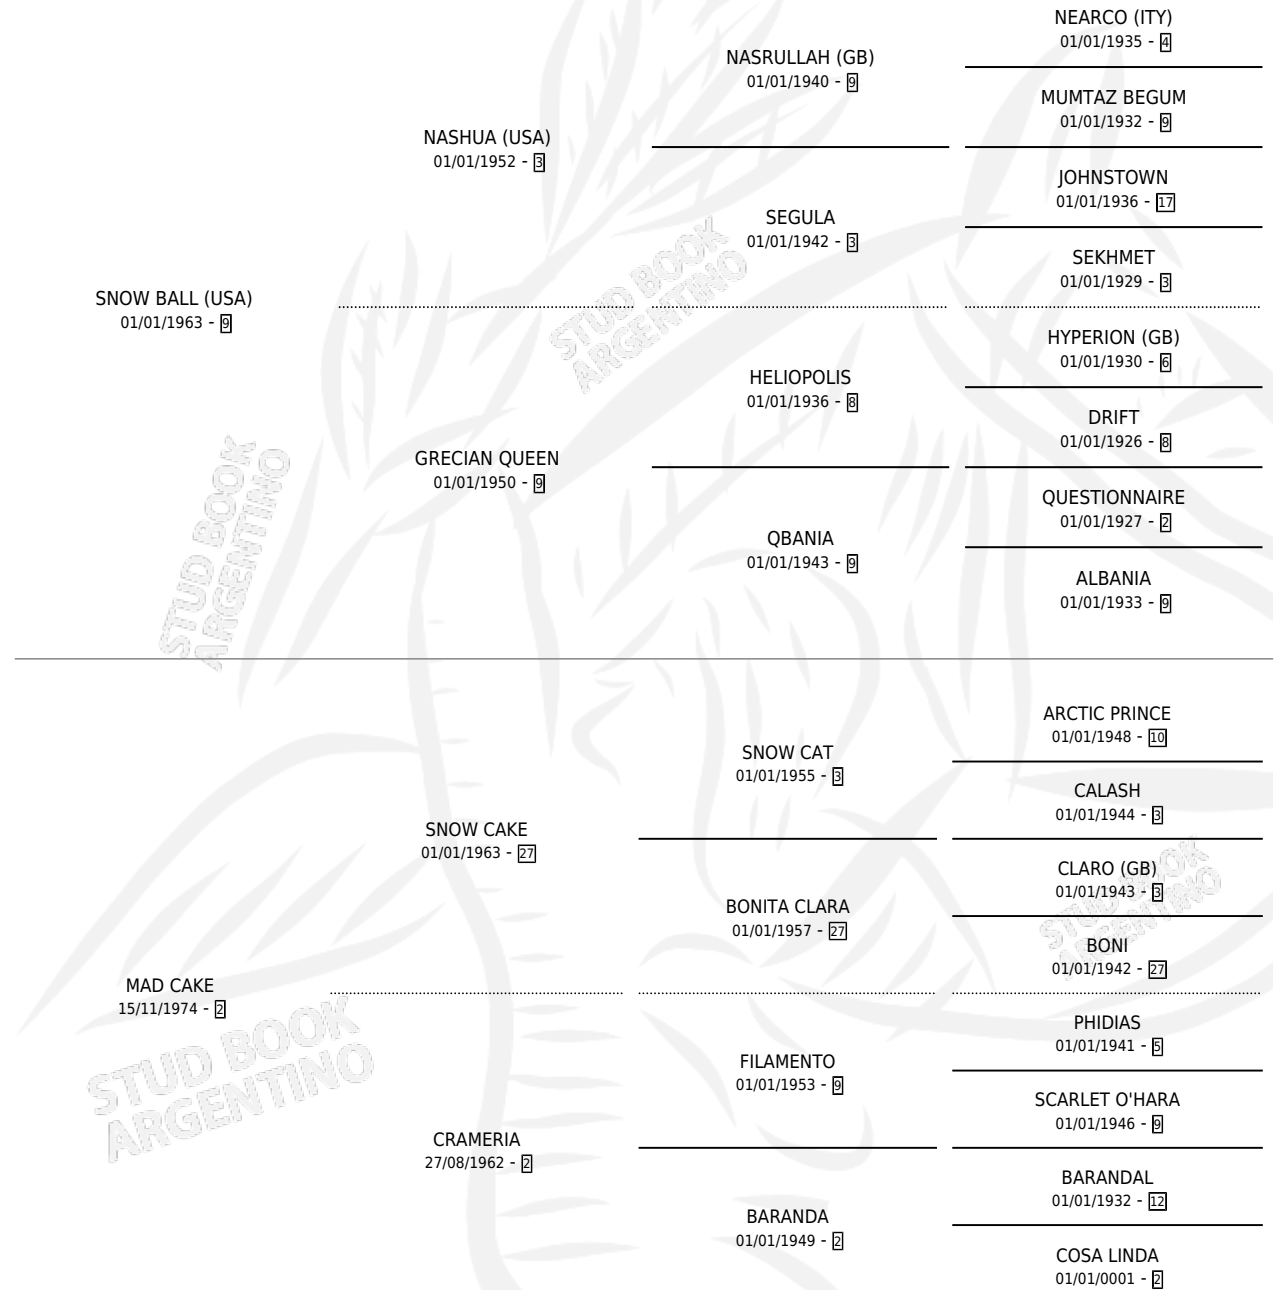 NEARCO (ITY)
01/01/1935 - 4
NASRULLAH (GB)
01/01/1940 - 9
MUMTAZ BEGUM
01/01/1932 - 9
NASHUA (USA)
01/01/1952 - 3
JOHNSTOWN
01/01/1936 - 17
SEGULA
01/01/1942 - 3
SEKHMET
01/01/1929 - 3
SNOW BALL (USA)
01/01/1963 - 9
HYPERION (GB)
01/01/1930 - 6
HELIOPOLIS
01/01/1936 - 8
DRIFT
01/01/1926 - 8
GRECIAN QUEEN
01/01/1950 - 9
QUESTIONNAIRE
01/01/1927 - 2
QBANIA
01/01/1943 - 9
ALBANIA
01/01/1933 - 9
STUD BOOK
ARGENTINO
STUD BOOK
ARGENTINO
ARCTIC PRINCE
01/01/1948 - 10
SNOW CAT
01/01/1955 - 3
CALASH
01/01/1944 - 3
SNOW CAKE
01/01/1963 - 27
CLARO (GB)
01/01/1943 - 3
BONITA CLARA
01/01/1957 - 27
BONI
01/01/1942 - 27
STUD BOOK
ARGENTINO
MAD CAKE
15/11/1974 - 2
PHIDIAS
01/01/1941 - 5
FILAMENTO
01/01/1953 - 9
SCARLET O'HARA
01/01/1946 - 9
CRAMERIA
27/08/1962 - 2
BARANDAL
01/01/1932 - 12
BARANDA
01/01/1949 - 2
COSA LINDA
01/01/0001 - 2
STUD BOOK
ARGENTINO